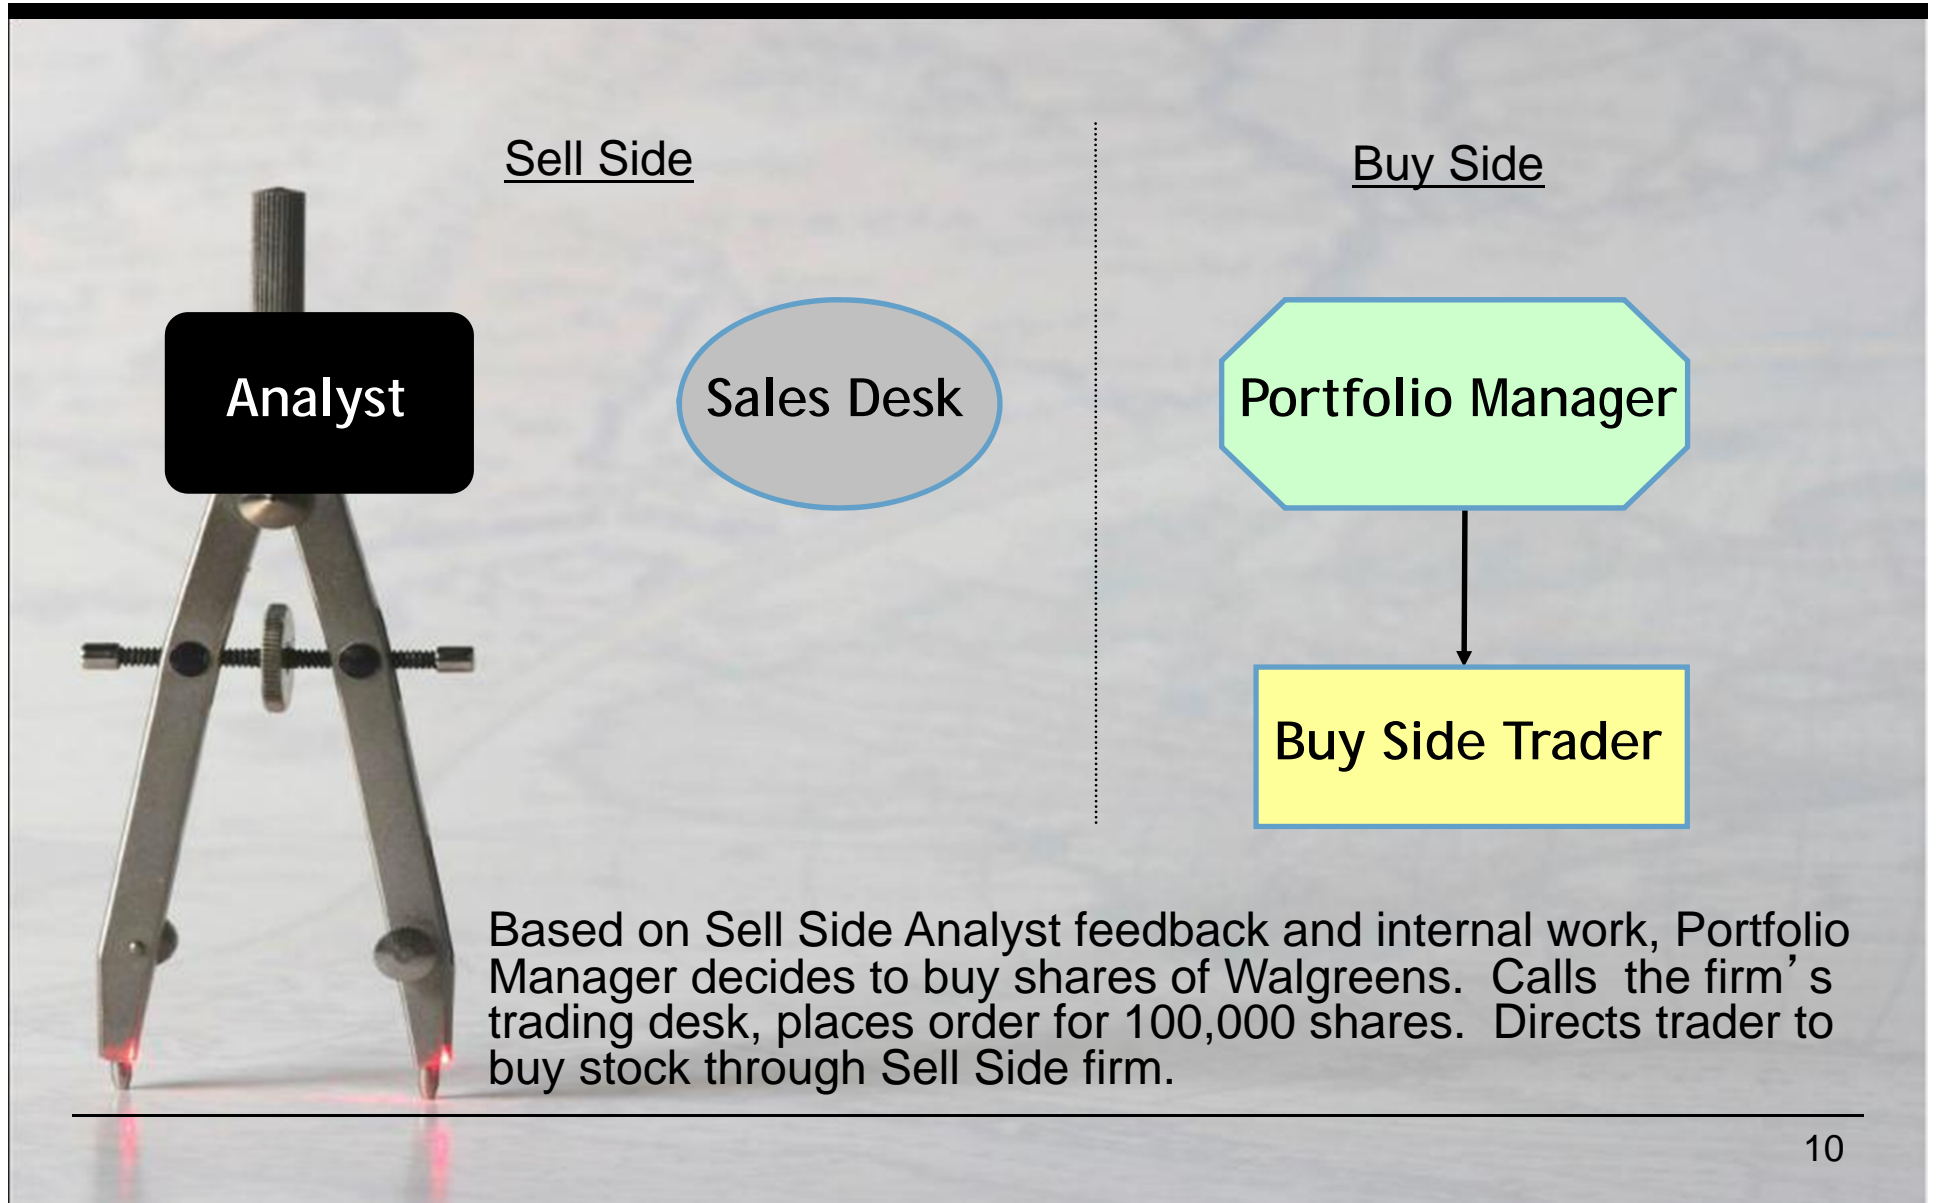 Sell Side
Buy Side
Analyst
Sales Desk
Portfolio Manager
Buy Side Trader
Based on Sell Side Analyst feedback and internal work, Portfolio
Manager decides to buy shares of Walgreens.  Calls  the firm’s
trading desk, places order for 100,000 shares.  Directs trader to
buy stock through Sell Side firm.
10